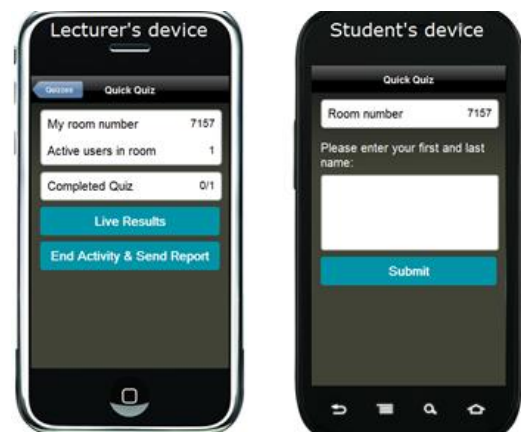 Lecturer's device
Quizzes
Quick Quiz
My room number 7157
Active users in room 1
Completed Quiz 0/1
Live Results
End Activity & Send Report
Student's device
Quick Quiz
Room number 7157
Please enter your first and last
name:
Submit